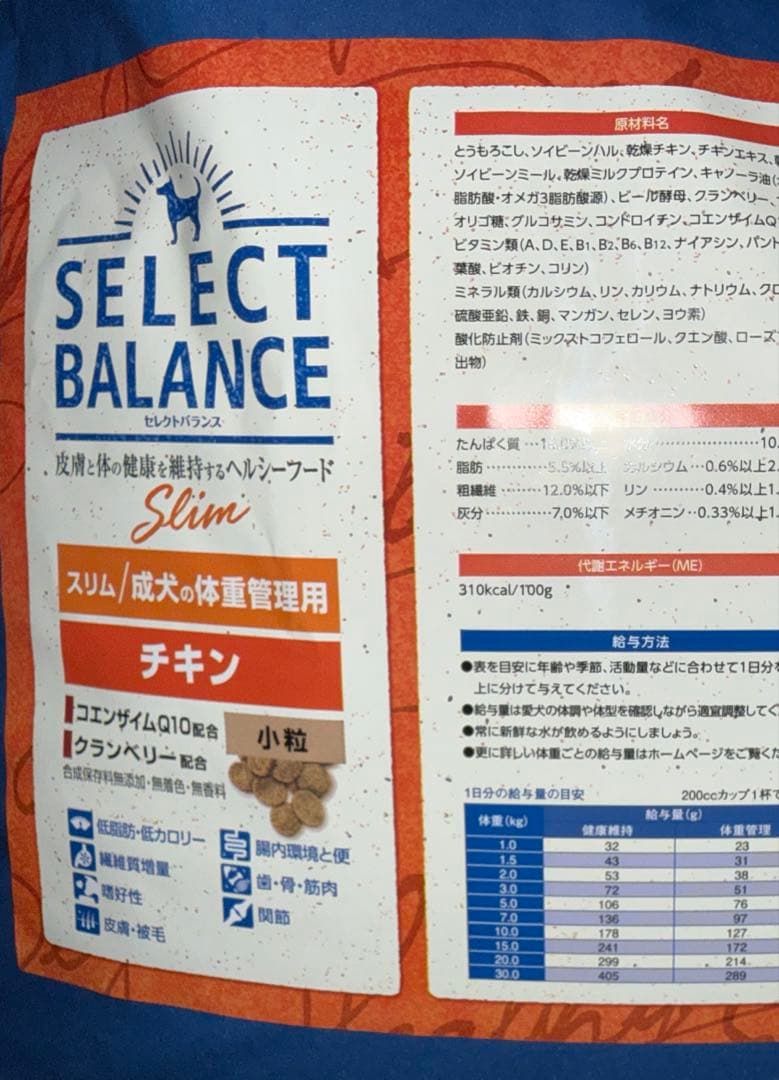 SELECT
BALANCE
セレクトバランス
皮膚と体の健康を維持するヘルシーフード
Slim
スリム/成犬の体重管理用
チキン
コエンザイムQ10配合
クランベリー配合
小粒
合成保存料無添加・無着色・無香料
低脂肪・低カロリー
繊維質増量
嗜好性
皮膚・被毛
腸内環境と便
歯・骨・筋肉
関節
原材料名
とうもろこし、ソイビーンハル、乾燥チキン、チキンエキス、
ソイビーンミール、乾燥ミルクプロテイン、キャノーラ油(
脂肪酸・オメガ3脂肪酸源)、ビール酵母、クランベリー、
オリゴ糖、グルコサミン、コンドロイチン、コエンザイムQ
ビタミン類(A、D、E、B1、B2、B6、B12、ナイアシン、パント
葉酸、ビオチン、コリン)
ミネラル類(カルシウム、リン、カリウム、ナトリウム、クロ
硫酸亜鉛、鉄、銅、マンガン、セレン、ヨウ素)
酸化防止剤(ミックストコフェロール、クエン酸、ローズ
出物)
たんぱく質 水分 10.
脂肪 5.5%以上 カルシウム 0.6%以上2.
粗繊維 12.0%以下 リン 0.4%以上1.
灰分 7.0%以下 メチオニン 0.33%以上1.
代謝エネルギー(ME)
310kcal/100g
給与方法
●表を目安に年齢や季節、活動量などに合わせて1日分を
上に分けて与えてください。
●給与量は愛犬の体調や体型を確認しながら適宜調整してく
●常に新鮮な水が飲めるようにしましょう。
●更に詳しい体重ごとの給与量はホームページをご覧くだ
1日分の給与量の目安 200ccカップ1杯で
体重(kg) 給与量(g)
健康維持 体重管理
1.0 32 23
1.5 43 31
2.0 53 38
3.0 72 51
5.0 106 76
7.0 136 97
10.0 178 127
15.0 241 172
20.0 299 214
30.0 405 289